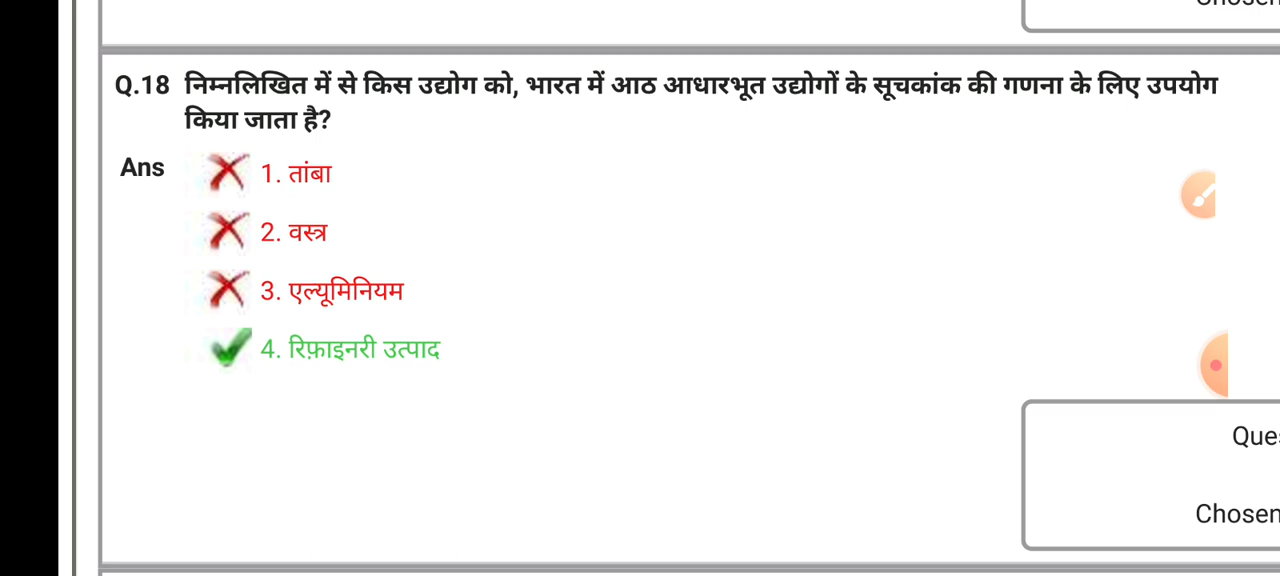 Q.18 निम्नलिखित में से किस उद्योग को, भारत में आठ आधारभूत उद्योगों के सूचकांक की गणना के लिए उपयोग
किया जाता है?
Ans
1. तांबा
2. वस्त्र
3. एल्यूमिनियम
4. रिफ़ाइनरी उत्पाद
Chosen